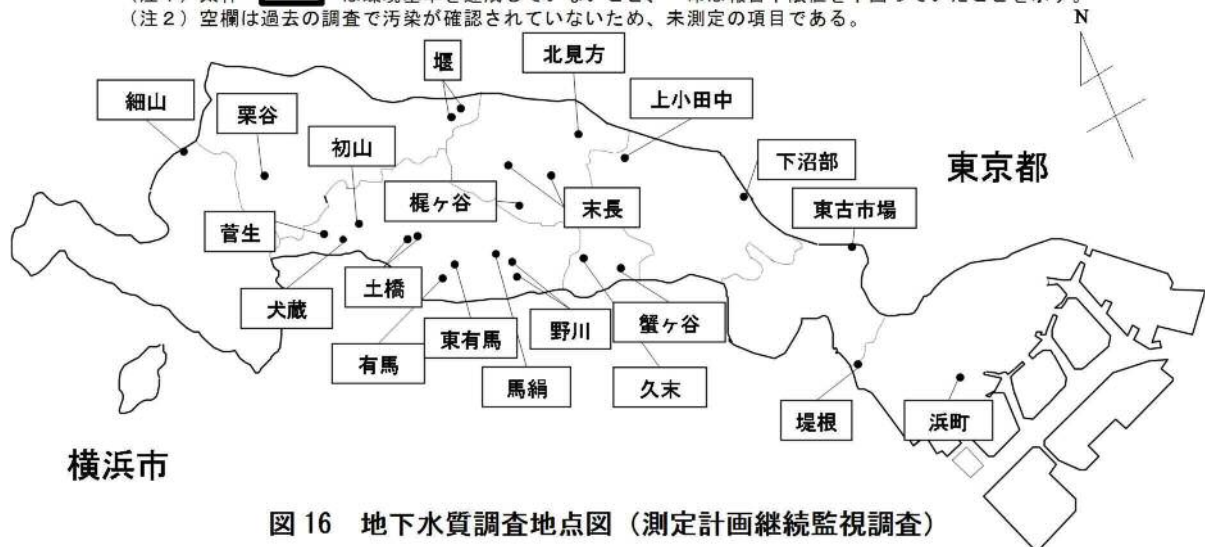 （注２）空欄は過去の調査で汚染が確認されていないため、未測定の項目である。
N
堰
北見方
細山
栗谷
上小田中
初山
下沼部
東京都
梶ヶ谷
末長
東古市場
菅生
犬蔵
土橋
東有馬
野川
蟹ヶ谷
有馬
馬絹
久末
堤根
浜町
横浜市
図16　地下水質調査地点図（測定計画継続監視調査）